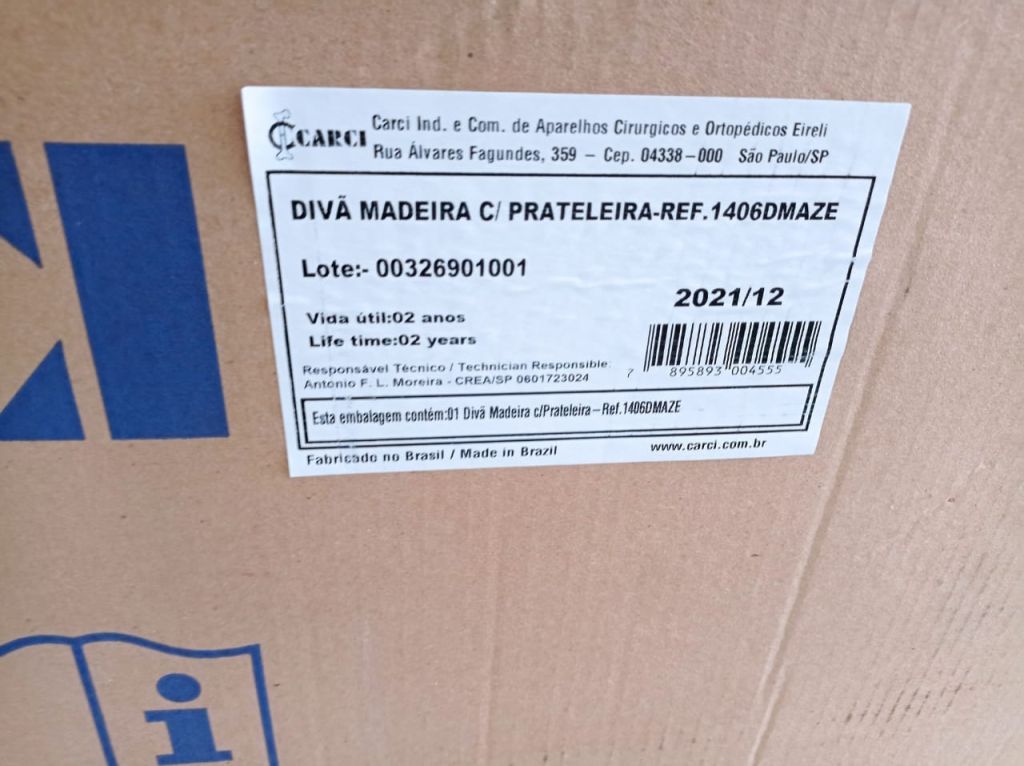 CARCI
Carci Ind. e Com. de Aparelhos Cirurgicos e Ortopédicos Eireli
Rua Álvares Fagundes, 359 – Cep. 04338-000 São Paulo/SP
DIVÃ MADEIRA C/ PRATELEIRA-REF.1406DMAZE
Lote:- 00326901001
2021/12
Vida útil:02 anos
Life time:02 years
Responsável Técnico / Technician Responsible:
Antonio F. L. Moreira - CREA/SP 0601723024
7 895893 004555
Esta embalagem contém:01 Divã Madeira c/Prateleira-Ref.1406DMAZE
Fabricado no Brasil / Made in Brazil
www.carci.com.br
i